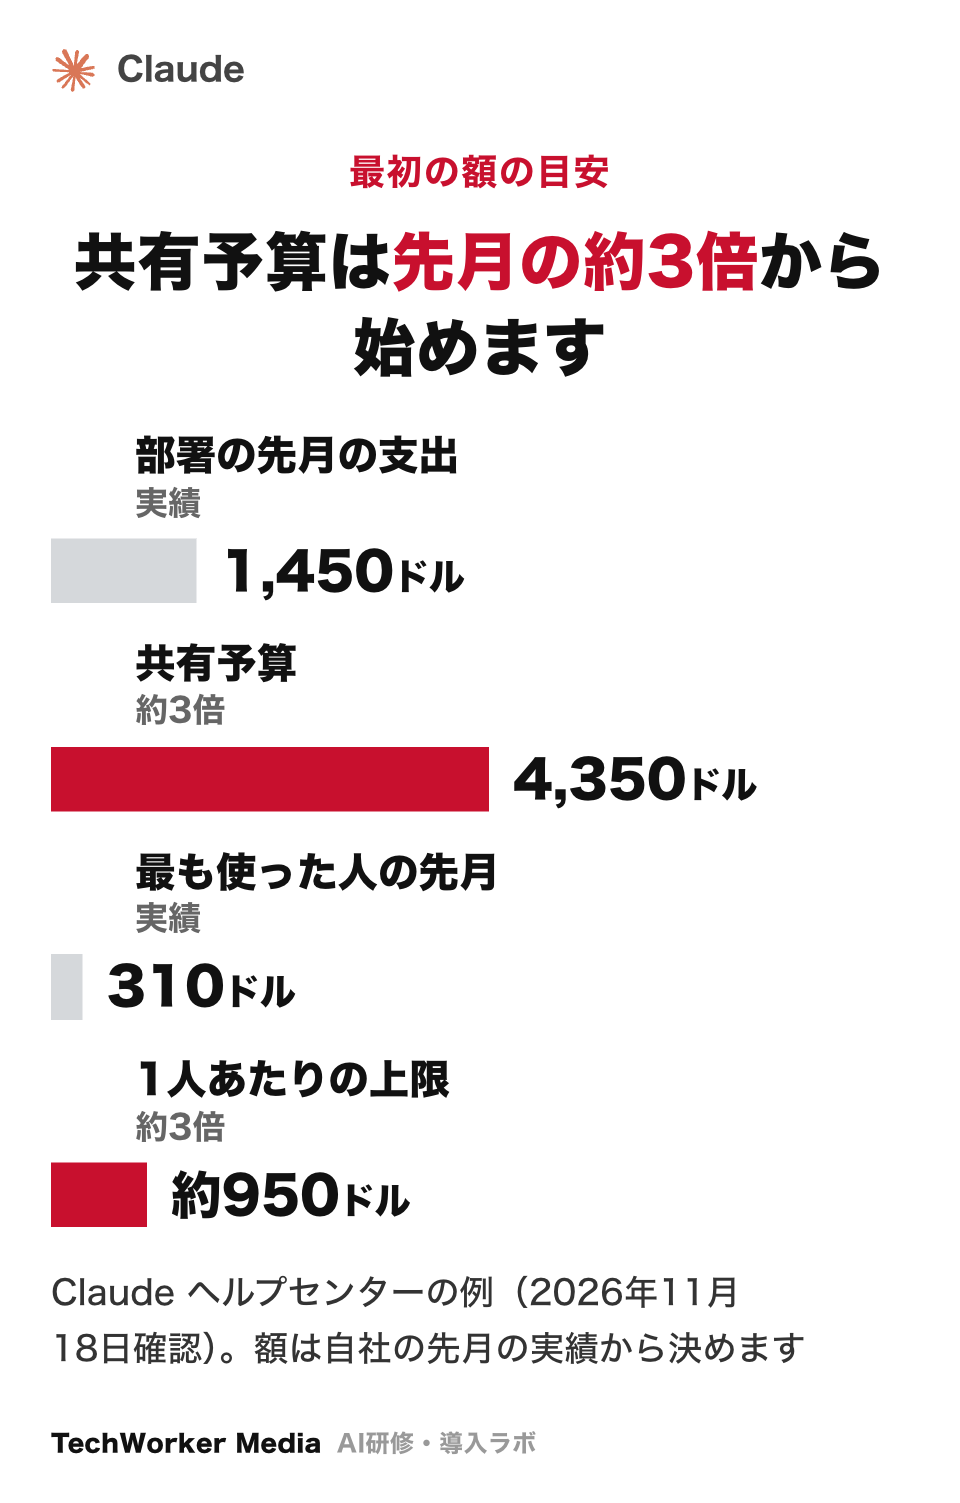 Claude
最初の額の目安
共有予算は先月の約3倍から
始めます
部署の先月の支出
実績
1,450ドル
共有予算
約3倍
4,350ドル
最も使った人の先月
実績
310ドル
1人あたりの上限
約3倍
約950ドル
Claude ヘルプセンターの例（2026年11月
18日確認）。額は自社の先月の実績から決めます
TechWorker Media AI研修・導入ラボ